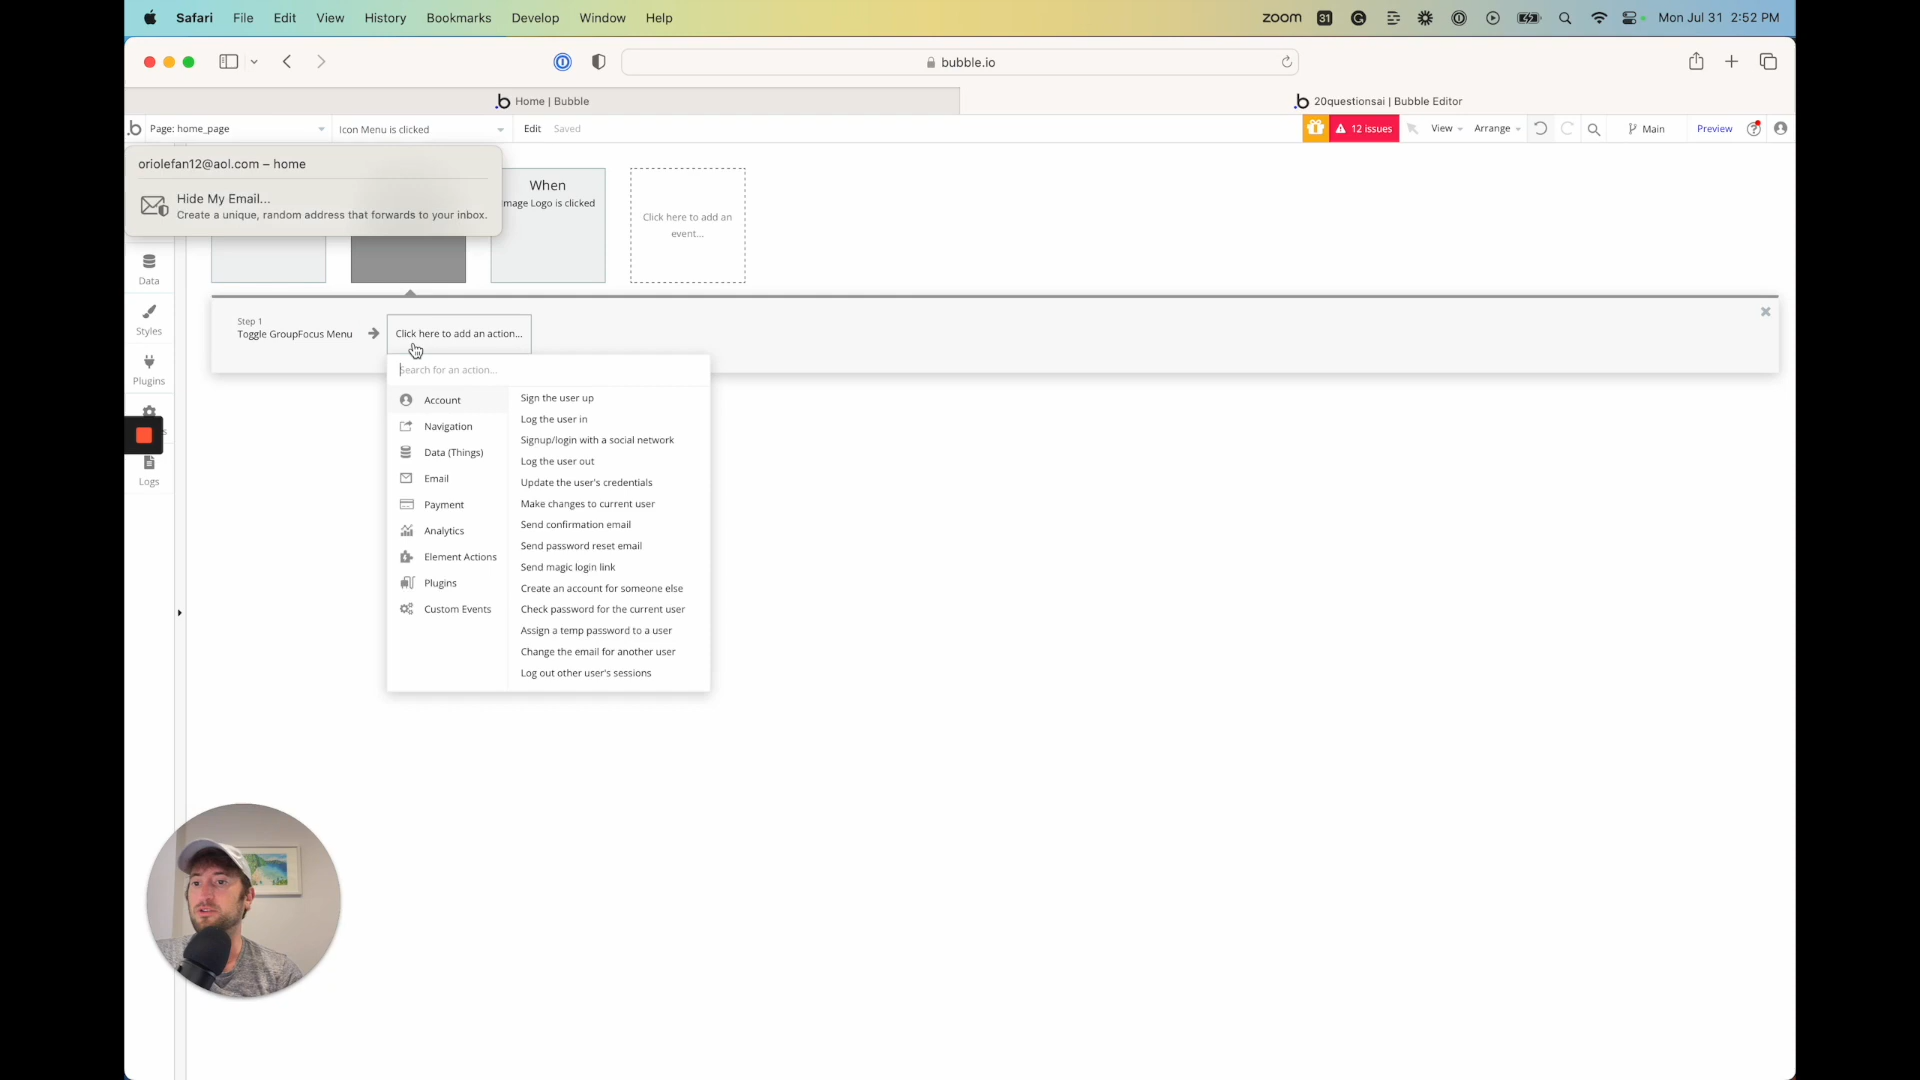 Safari File Edit View History Bookmarks Develop Window Help zoom 31 Mon Jul 31 2:52 PM
bubble.io
Home | Bubble
20questionsai | Bubble Editor
Page: home_page Icon Menu is clicked Edit Saved 12 issues View Arrange Main Preview
oriolefan12@aol.com – home
Hide My Email...
Create a unique, random address that forwards to your inbox.
When
mage Logo is clicked
Click here to add an
event...
Data
Styles
Plugins
Logs
Step 1
Toggle GroupFocus Menu
Click here to add an action...
Search for an action...
Account
Navigation
Data (Things)
Email
Payment
Analytics
Element Actions
Plugins
Custom Events
Sign the user up
Log the user in
Signup/login with a social network
Log the user out
Update the user's credentials
Make changes to current user
Send confirmation email
Send password reset email
Send magic login link
Create an account for someone else
Check password for the current user
Assign a temp password to a user
Change the email for another user
Log out other user's sessions